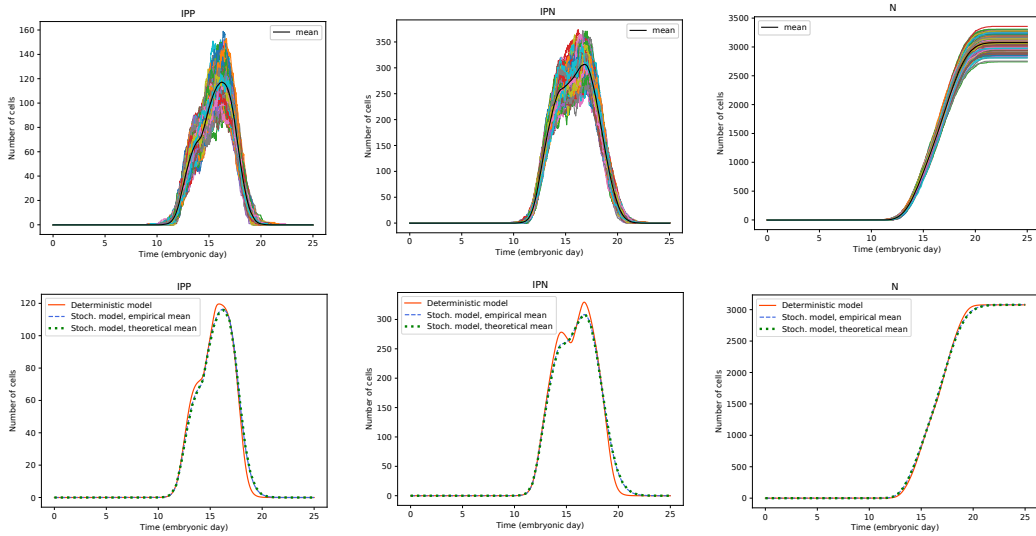 IPP
Number of cells
160
140
120
100
80
60
40
20
0
mean
0 5 10 15 20 25
Time (embryonic day)
IPN
Number of cells
350
300
250
200
150
100
50
0
mean
0 5 10 15 20 25
Time (embryonic day)
N
Number of cells
3500
3000
2500
2000
1500
1000
500
0
mean
0 5 10 15 20 25
Time (embryonic day)
IPP
Number of cells
120
100
80
60
40
20
0
Deterministic model
Stoch. model, empirical mean
Stoch. model, theoretical mean
0 5 10 15 20 25
Time (embryonic day)
IPN
Number of cells
300
250
200
150
100
50
0
Deterministic model
Stoch. model, empirical mean
Stoch. model, theoretical mean
0 5 10 15 20 25
Time (embryonic day)
N
Number of cells
3000
2500
2000
1500
1000
500
0
Deterministic model
Stoch. model, empirical mean
Stoch. model, theoretical mean
0 5 10 15 20 25
Time (embryonic day)